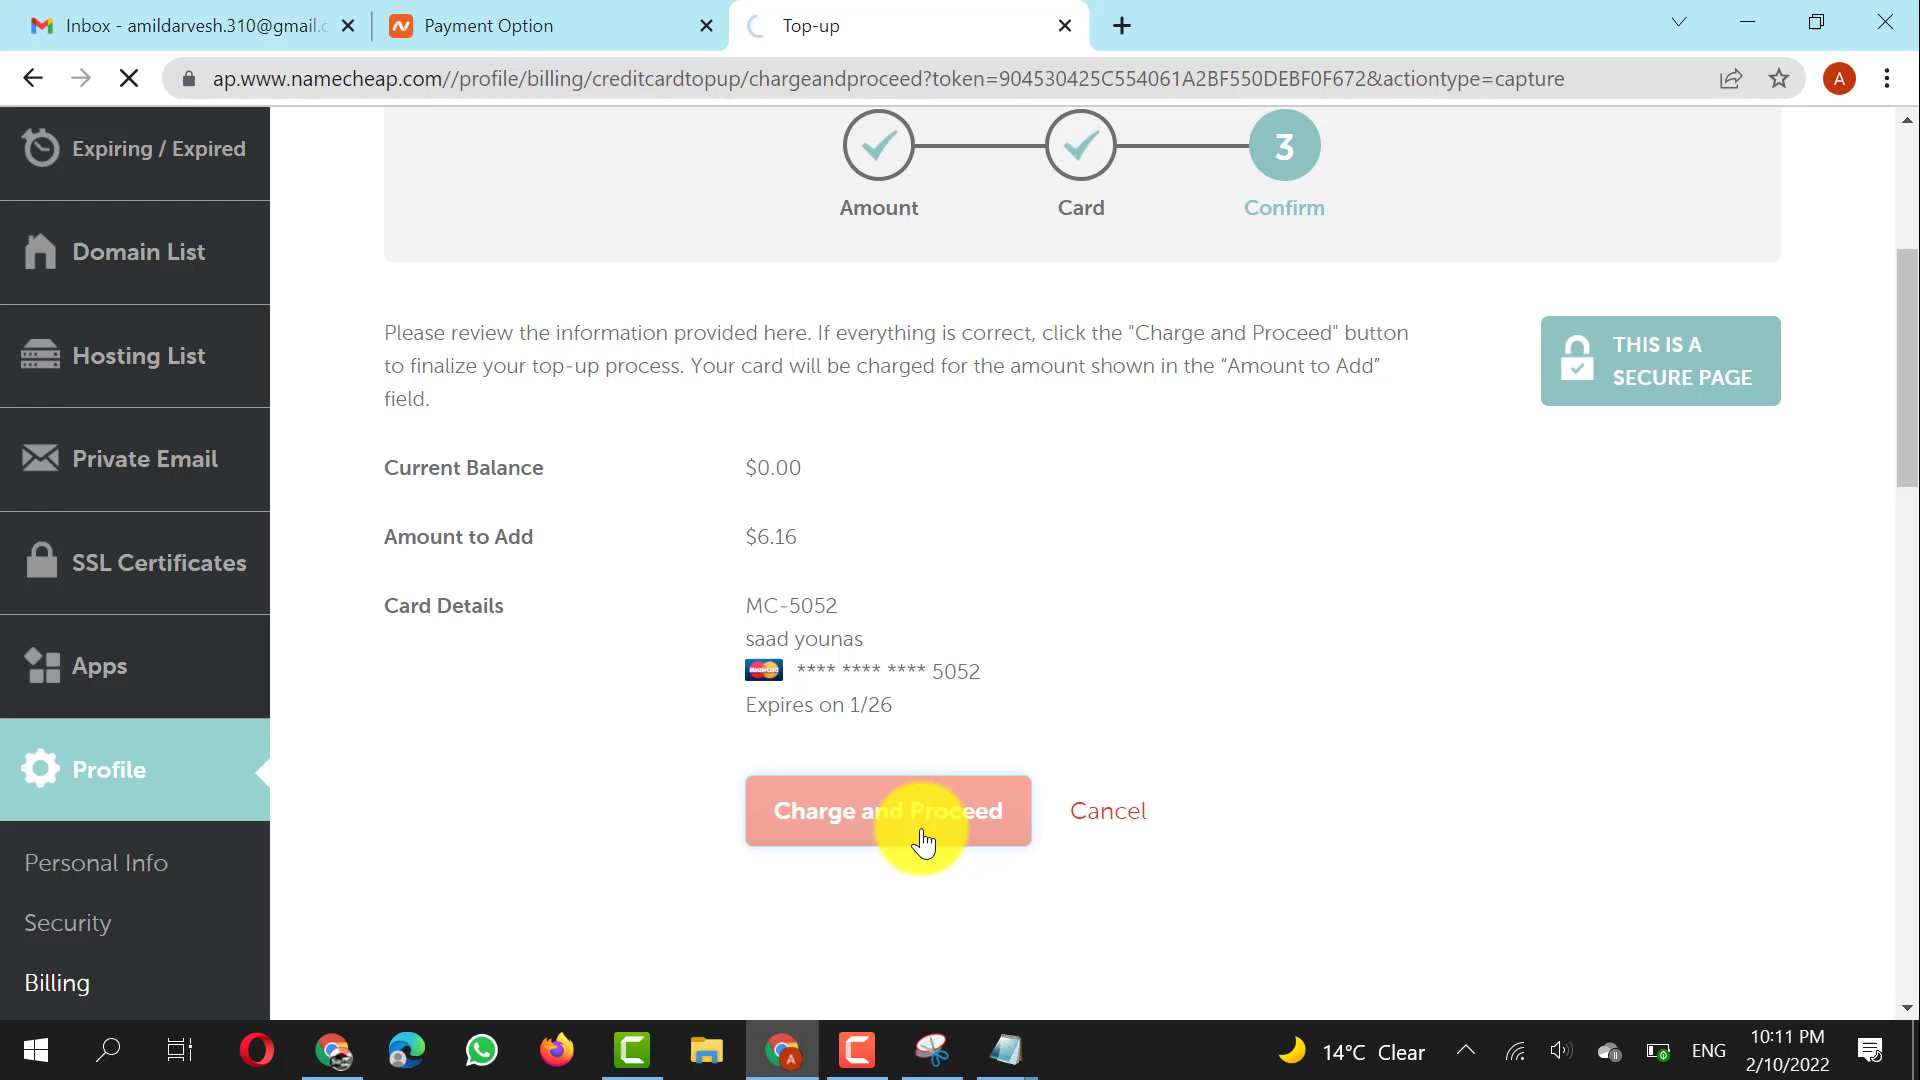 Inbox - amildarvesh.310@gmail.c
Payment Option
Top-up
ap.www.namecheap.com//profile/billing/creditcardtopup/chargeandproceed?token=904530425C554061A2BF550DEBF0F672&actiontype=capture
A
Expiring / Expired
Domain List
Hosting List
Private Email
SSL Certificates
Apps
Profile
Personal Info
Security
Billing
3
Amount
Card
Confirm
Please review the information provided here. If everything is correct, click the "Charge and Proceed" button
to finalize your top-up process. Your card will be charged for the amount shown in the “Amount to Add”
field.
THIS IS A
SECURE PAGE
Current Balance
$0.00
Amount to Add
$6.16
Card Details
MC-5052
saad younas
MasterCard
**** **** **** 5052
Expires on 1/26
Charge and Proceed
Cancel
A
14°C Clear
ENG
10:11 PM
2/10/2022